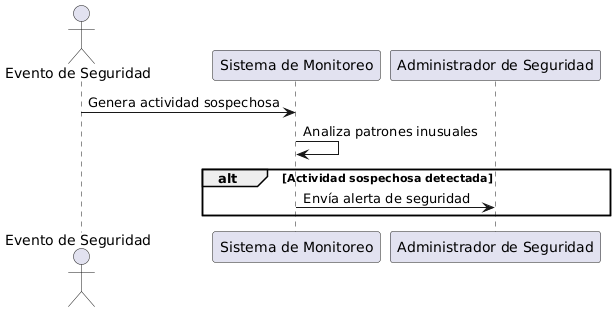 Evento de Seguridad
Sistema de Monitoreo
Administrador de Seguridad
Genera actividad sospechosa
Analiza patrones inusuales
alt
[Actividad sospechosa detectada]
Envía alerta de seguridad
Evento de Seguridad
Sistema de Monitoreo
Administrador de Seguridad